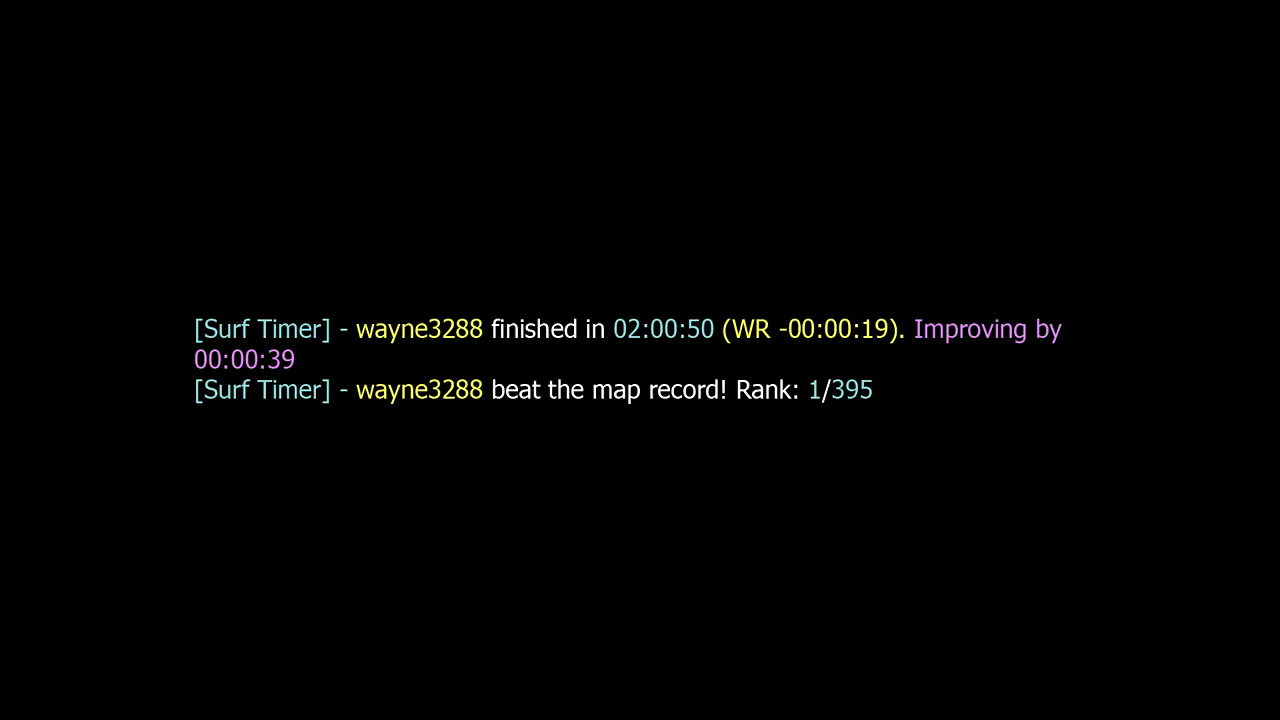 [Surf Timer] - wayne3288 finished in 02:00:50 (WR -00:00:19). Improving by
00:00:39
[Surf Timer] - wayne3288 beat the map record! Rank: 1/395